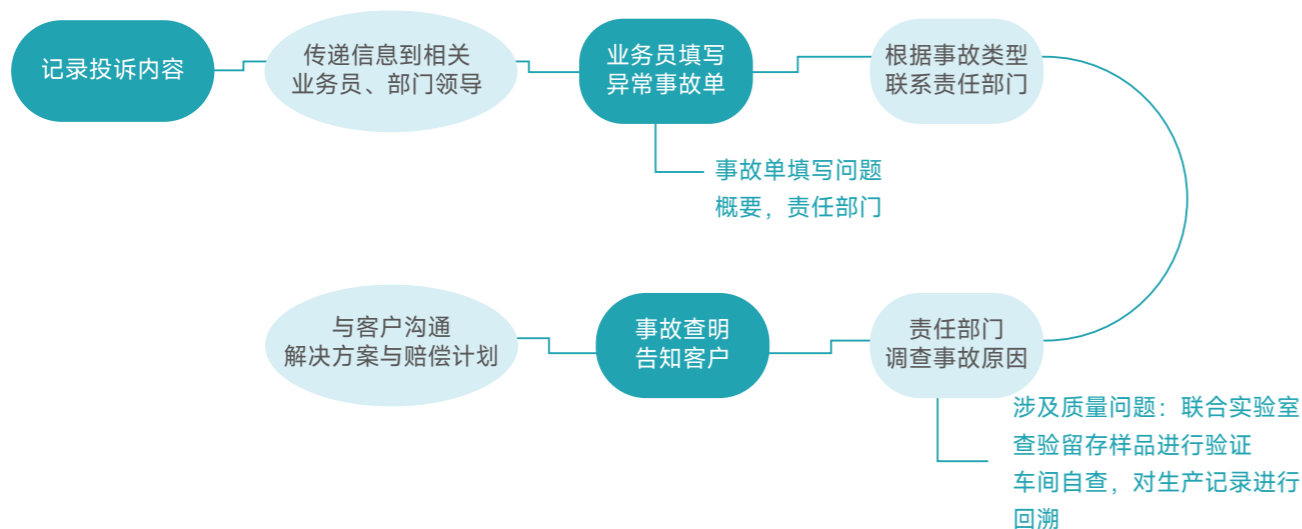 记录投诉内容
传递信息到相关
业务员、部门领导
业务员填写
异常事故单
根据事故类型
联系责任部门
事故单填写问题
概要，责任部门
责任部门
调查事故原因
涉及质量问题：联合实验室
查验留存样品进行验证
车间自查，对生产记录进行
回溯
事故查明
告知客户
与客户沟通
解决方案与赔偿计划